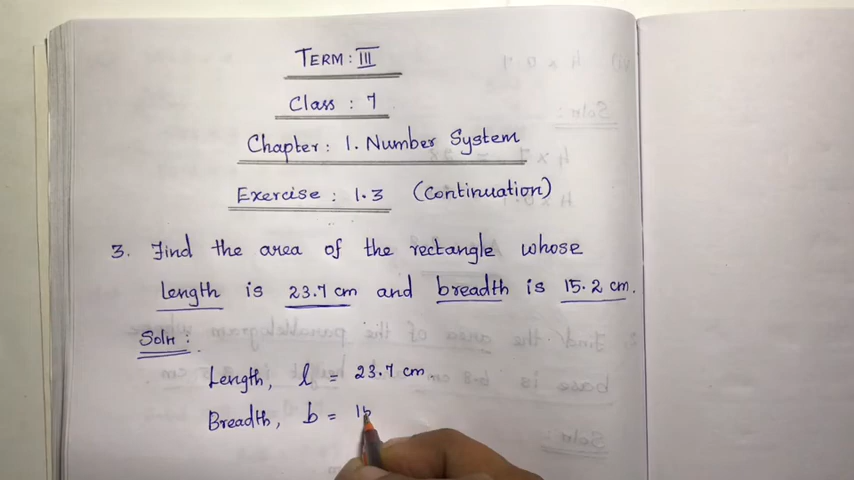 TERM: III
Class : 7
Chapter: 1. Number System
Exercise : 1.3 (Continuation)
3. Find the area of the rectangle whose
length is 23.7 cm and breadth is 15.2 cm.
Soln :
Length, l = 23.7 cm
Breadth, b = 15